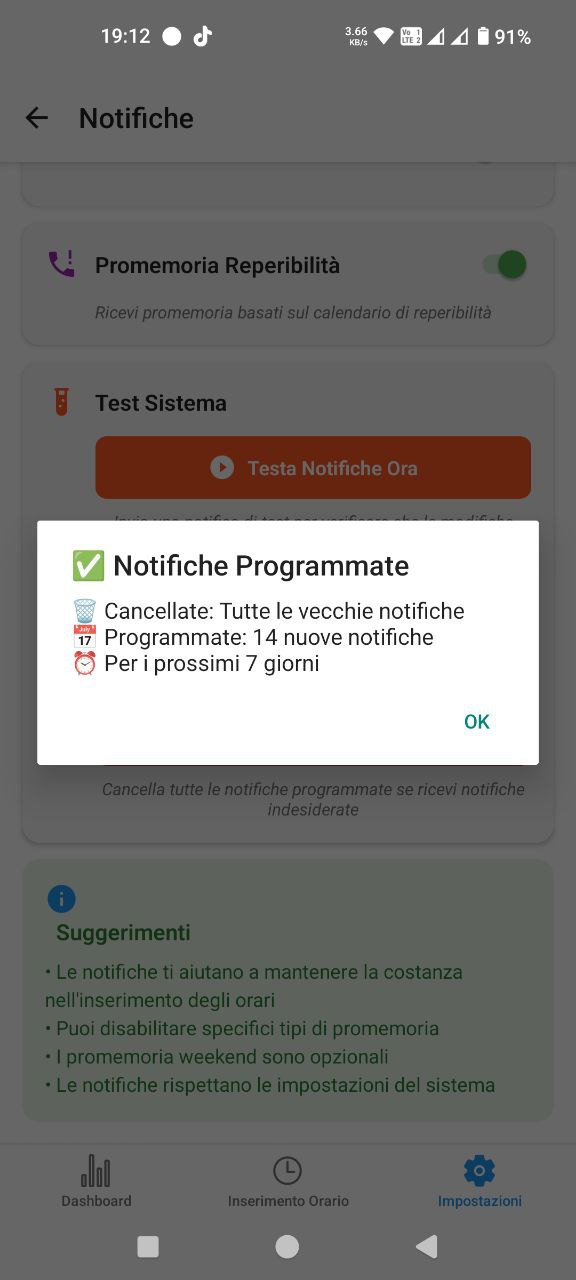 19:12
3.66
KB/s
Vo 1
LTE 2
91%
Notifiche
Promemoria Reperibilità
Ricevi promemoria basati sul calendario di reperibilità
Test Sistema
Testa Notifiche Ora
✅ Notifiche Programmate
🗑️ Cancellate: Tutte le vecchie notifiche
📅 Programmate: 14 nuove notifiche
⏰ Per i prossimi 7 giorni
OK
Cancella tutte le notifiche programmate se ricevi notifiche
indesiderate
Suggerimenti
• Le notifiche ti aiutano a mantenere la costanza
nell'inserimento degli orari
• Puoi disabilitare specifici tipi di promemoria
• I promemoria weekend sono opzionali
• Le notifiche rispettano le impostazioni del sistema
Dashboard
Inserimento Orario
Impostazioni